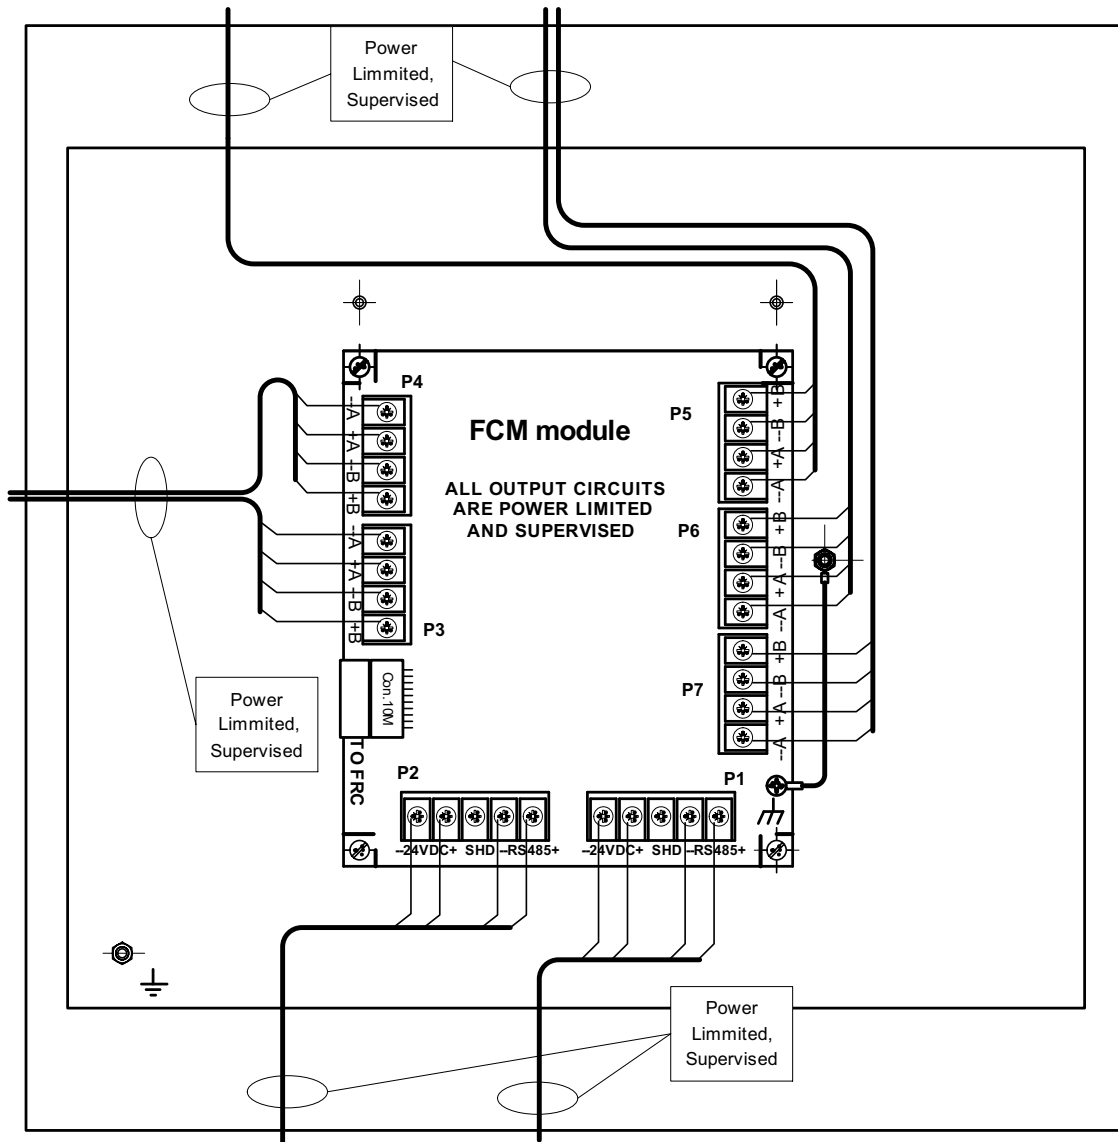 Power
Limmited,
Supervised
P4
--A
+A
--B
+B
--A
+A
--B
+B
P3
FCM module
ALL OUTPUT CIRCUITS
ARE POWER LIMITED
AND SUPERVISED
P5
+B
--B
+A
--A
P6
+B
--B
+A
--A
P7
+B
--B
+A
--A
Power
Limmited,
Supervised
Con.10M
TO FRC
P2
--24VDC+ SHD --RS485+
P1
--24VDC+ SHD --RS485+
Power
Limmited,
Supervised